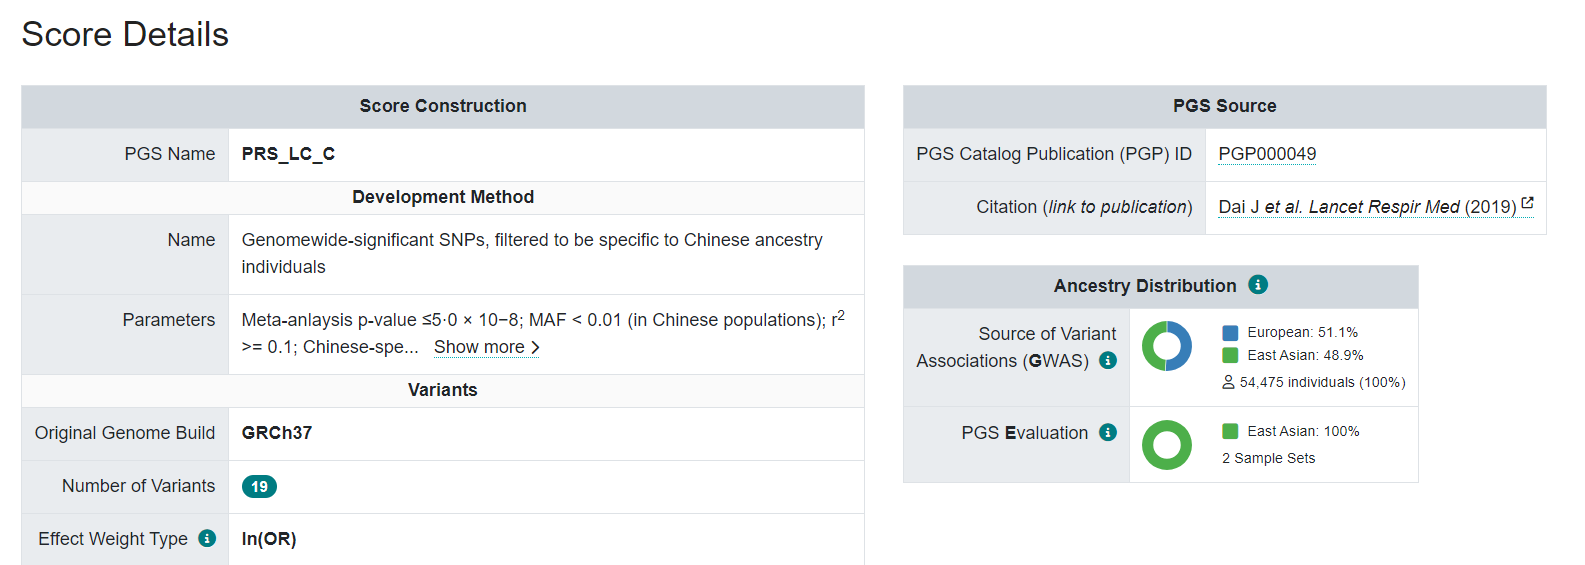 Score Details
Score Construction
PGS Name PRS_LC_C
Development Method
Name Genomewide-significant SNPs, filtered to be specific to Chinese ancestry
individuals
Parameters Meta-anlaysis p-value ≤5·0 × 10−8; MAF < 0.01 (in Chinese populations); r2
>= 0.1; Chinese-spe... Show more
Variants
Original Genome Build GRCh37
Number of Variants 19
Effect Weight Type i ln(OR)
PGS Source
PGS Catalog Publication (PGP) ID PGP000049
Citation (link to publication) Dai J et al. Lancet Respir Med (2019)
Ancestry Distribution i
Source of Variant
Associations (GWAS) i
European: 51.1%
East Asian: 48.9%
54,475 individuals (100%)
PGS Evaluation i
East Asian: 100%
2 Sample Sets